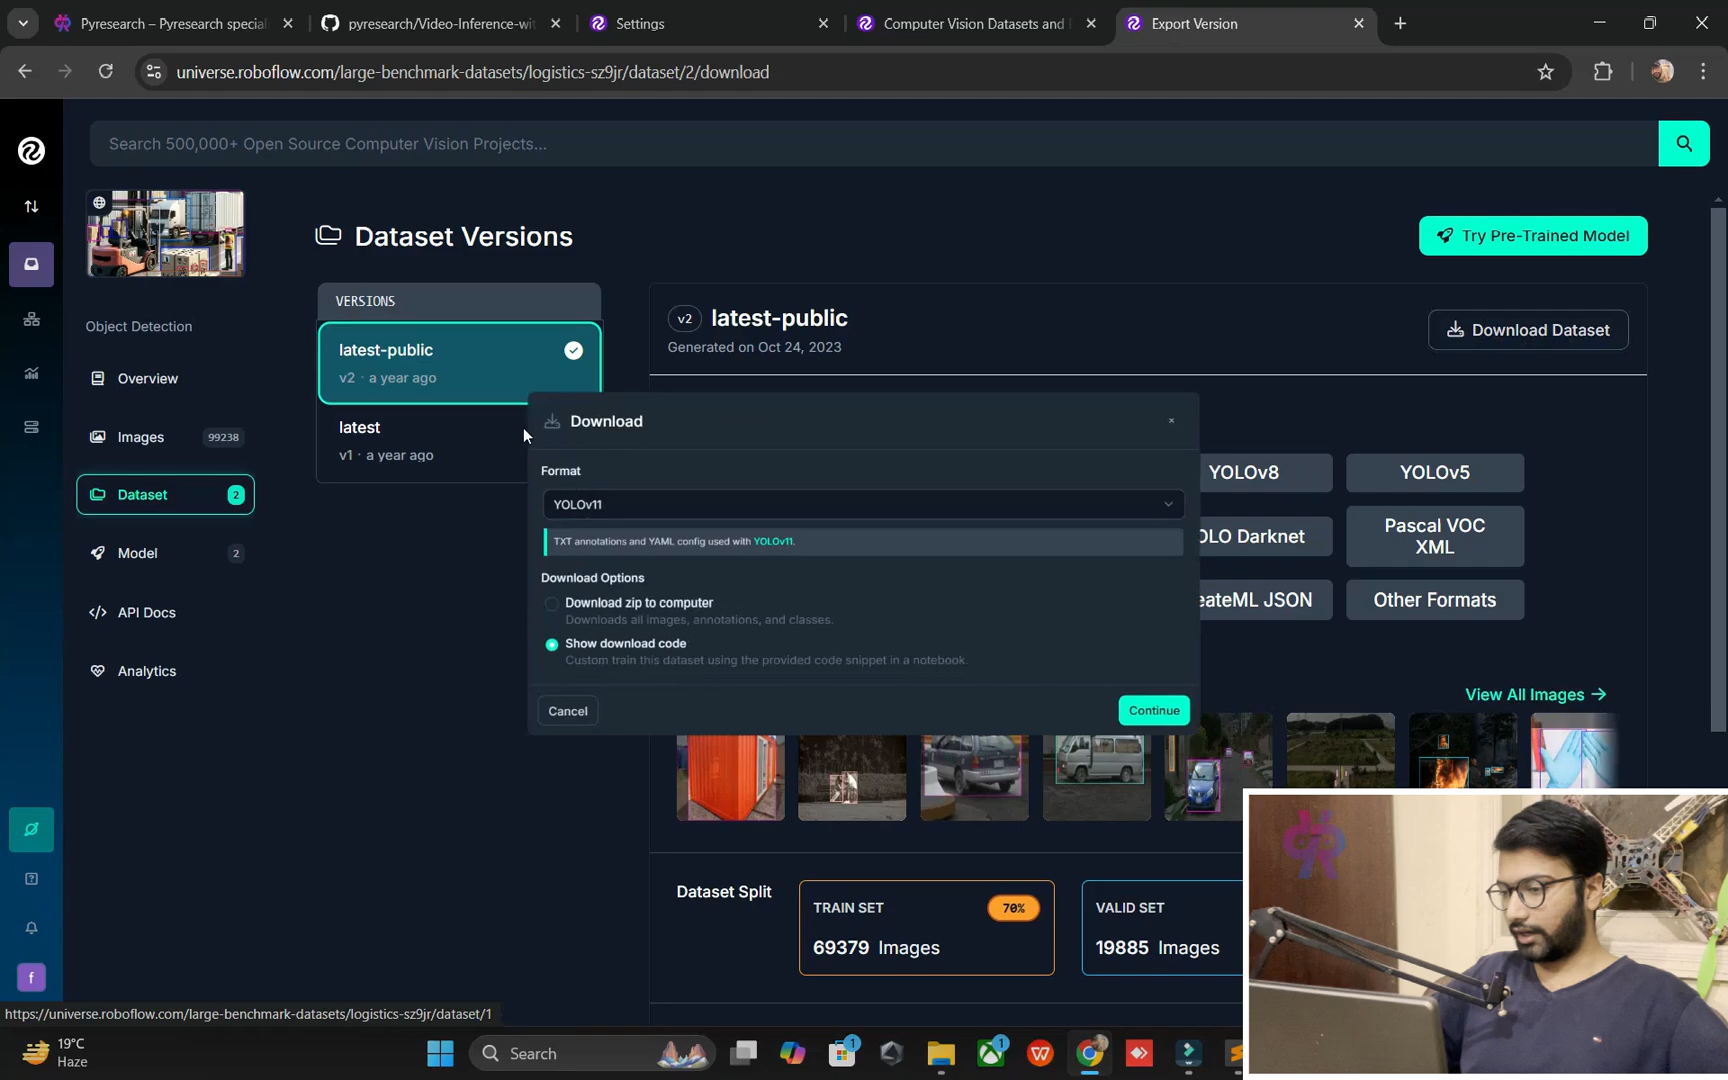 Pyresearch – Pyresearch special
pyresearch/Video-Inference-wit
Settings
Computer Vision Datasets and
Export Version
universe.roboflow.com/large-benchmark-datasets/logistics-sz9jr/dataset/2/download
Search 500,000+ Open Source Computer Vision Projects...
Dataset Versions
Try Pre-Trained Model
Object Detection
Overview
Images 99238
Dataset 2
Model 2
API Docs
Analytics
VERSIONS
latest-public
v2 · a year ago
latest
v1 · a year ago
v2 latest-public
Generated on Oct 24, 2023
Download Dataset
Download
Format
YOLOv11
TXT annotations and YAML config used with YOLOv11.
Download Options
Download zip to computer
Downloads all images, annotations, and classes.
Show download code
Custom train this dataset using the provided code snippet in a notebook.
Cancel
Continue
YOLOv8
YOLOv5
OLO Darknet
Pascal VOC
XML
eateML JSON
Other Formats
View All Images →
Dataset Split
TRAIN SET
70%
69379 Images
VALID SET
19885 Images
f
https://universe.roboflow.com/large-benchmark-datasets/logistics-sz9jr/dataset/1
19°C
Haze
Search
1
1